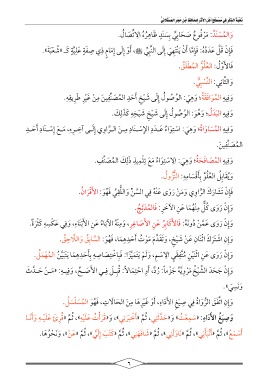 نخبة الفكر في مصطلح أهل الأثر للحافظ ابن حجر العسقلاني
وَالْمُسْنَدُ: مَرْفُوعُ صَحَابِيٍّ بِسَنَدٍ ظَاهِرُهُ الِاتِّصَالُ.
فَإِنْ قَلَّ عَدَدُهُ: فَإِمَّا أَنْ يَنْتَهِيَ إِلَى النَّبِيِّ ﷺ، أَوْ إِلَى إِمَامٍ ذِي صِفَةٍ عَلِيَّةٍ كَـ «شُعْبَةَ».
فَالْأَوَّلُ: الْعُلُوُّ الْمُطْلَقُ.
وَالثَّانِي: النِّسْبِيُّ.
وَفِيهِ الْمُوَافَقَةُ: وَهِيَ: الْوُصُولُ إِلَى شَيْخِ أَحَدِ الْمُصَنِّفِينَ مِنْ غَيْرِ طَرِيقِهِ.
وَفِيهِ الْبَدَلُ: وَهُوَ: الْوُصُولُ إِلَى شَيْخِ شَيْخِهِ كَذَلِكَ.
وَفِيهِ الْمُسَاوَاةُ: وَهِيَ: اسْتِوَاءُ عَدَدِ الْإِسْنَادِ مِنَ الرَّاوِي إِلَى آخِرِهِ، مَعَ إِسْنَادِ أَحَدِ
الْمُصَنِّفِينَ.
وَفِيهِ الْمُصَافَحَةُ: وَهِيَ: الِاسْتِوَاءُ مَعَ تِلْمِيذِ ذَلِكَ الْمُصَنِّفِ.
وَيُقَابِلُ الْعُلُوَّ بِأَقْسَامِهِ: النُّزُولُ.
فَإِنْ تَشَارَكَ الرَّاوِي وَمَنْ رَوَى عَنْهُ فِي السِّنِّ وَاللُّقِيِّ فَهُوَ: الْأَقْرَانُ.
وَإِنْ رَوَى كُلٌّ مِنْهُمَا عَنِ الْآخَرِ: فَالْمُدَبَّجُ.
وَإِنْ رَوَى عَمَّنْ دُونَهُ: فَالْأَكَابِرُ عَنِ الْأَصَاغِرِ، وَمِنْهُ الْآبَاءُ عَنِ الْأَبْنَاءِ، وَفِي عَكْسِهِ كَثْرَةٌ.
وَإِنِ اشْتَرَكَ اثْنَانِ عَنْ شَيْخٍ، وَتَقَدَّمَ مَوْتُ أَحَدِهِمَا، فَهُوَ: السَّابِقُ وَاللَّاحِقُ.
وَإِنْ رَوَى عَنِ اثْنَيْنِ مُتَّفِقَيِ الِاسْمِ، وَلَمْ يَتَمَيَّزَا: فَبِاخْتِصَاصِهِ بِأَحَدِهِمَا يَتَبَيَّنُ الْمُهْمَلُ.
وَإِنْ جَحَدَ الشَّيْخُ مَرْوِيَّهُ جَزْمًا: رُدَّ، أَوِ احْتِمَالًا: قُبِلَ فِي الْأَصَحِّ، وَفِيهِ: «مَنْ حَدَّثَ
وَنَسِيَ».
وَإِنِ اتَّفَقَ الرُّوَاةُ فِي صِيَغِ الْأَدَاءِ، أَوْ غَيْرِهَا مِنَ الْحَالَاتِ، فَهُوَ الْمُسَلْسَلُ.
وَصِيَغُ الْأَدَاءِ: «سَمِعْتُ» وَ«حَدَّثَنِي»، ثُمَّ «أَخْبَرَنِي»، وَ«قَرَأْتُ عَلَيْهِ»، ثُمَّ «قُرِئَ عَلَيْهِ وَأَنَا
أَسْمَعُ»، ثُمَّ «أَنْبَأَنِي»، ثُمَّ «نَاوَلَنِي»، ثُمَّ «شَافَهَنِي»، ثُمَّ «كَتَبَ إِلَيَّ»، ثُمَّ «عَنْ»، وَنَحْوُهَا.